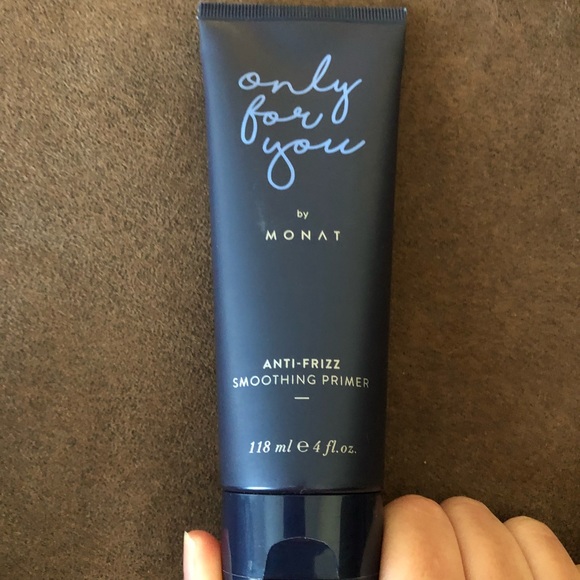 only
for
you
by
MONAT
ANTI-FRIZZ
SMOOTHING PRIMER
118 ml ℮ 4 fl.oz.